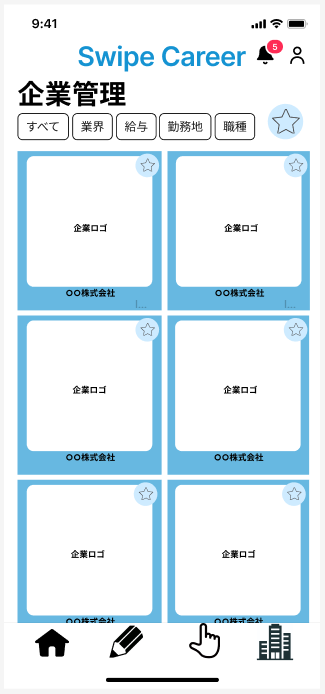 9:41
Swipe Career
5
企業管理
すべて 業界 給与 勤務地 職種
企業ロゴ 企業ロゴ
〇〇株式会社 〇〇株式会社
企業ロゴ 企業ロゴ
〇〇株式会社 〇〇株式会社
企業ロゴ 企業ロゴ
〇〇株式会社 〇〇株式会社